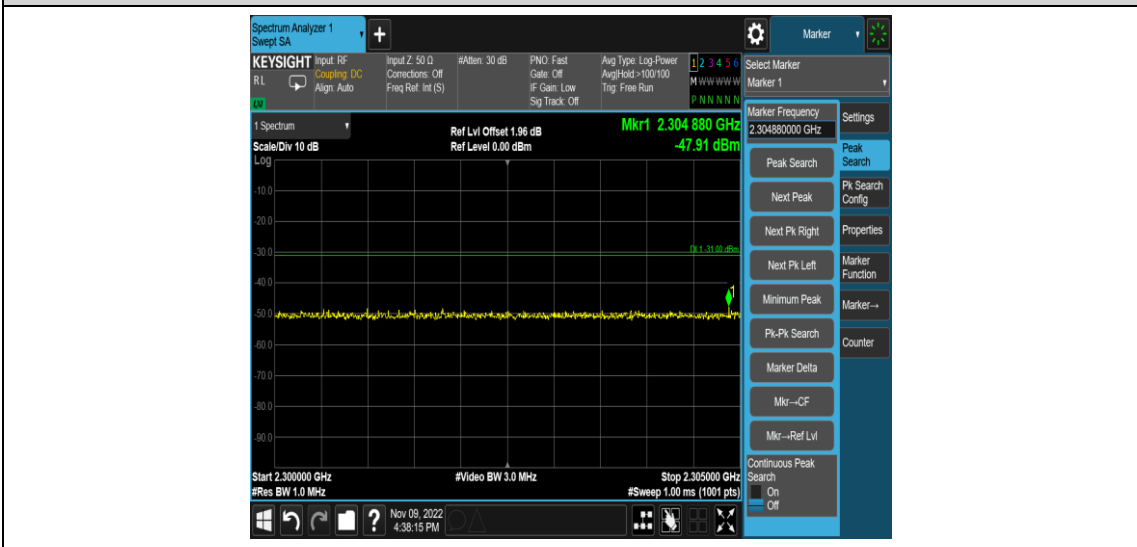 Spectrum Analyzer 1
Swept SA
+
Marker
KEYSIGHT
RL
LV
Input: RF
Coupling: DC
Align: Auto
Input Z: 50 Ω
Corrections: Off
Freq Ref: Int (S)
#Atten: 30 dB
PNO: Fast
Gate: Off
IF Gain: Low
Sig Track: Off
Avg Type: Log-Power
Avg|Hold:>100/100
Trig: Free Run
1 2 3 4 5 6
M W W W W W
P N N N N N
Select Marker
Marker 1
1 Spectrum
Scale/Div 10 dB
Log
Ref Lvl Offset 1.96 dB
Ref Level 0.00 dBm
Mkr1 2.304 880 GHz
-47.91 dBm
-10.0
-20.0
-30.0
-40.0
-50.0
-60.0
-70.0
-80.0
-90.0
DL1 -31.00 dBm
1
Start 2.300000 GHz
#Res BW 1.0 MHz
#Video BW 3.0 MHz
Stop 2.305000 GHz
#Sweep 1.00 ms (1001 pts)
Marker Frequency
2.304880000 GHz
Peak Search
Next Peak
Next Pk Right
Next Pk Left
Minimum Peak
Pk-Pk Search
Marker Delta
Mkr→CF
Mkr→Ref Lvl
Continuous Peak
Search
On
Off
Settings
Peak
Search
Pk Search
Config
Properties
Marker
Function
Marker→
Counter
?
Nov 09, 2022
4:38:15 PM